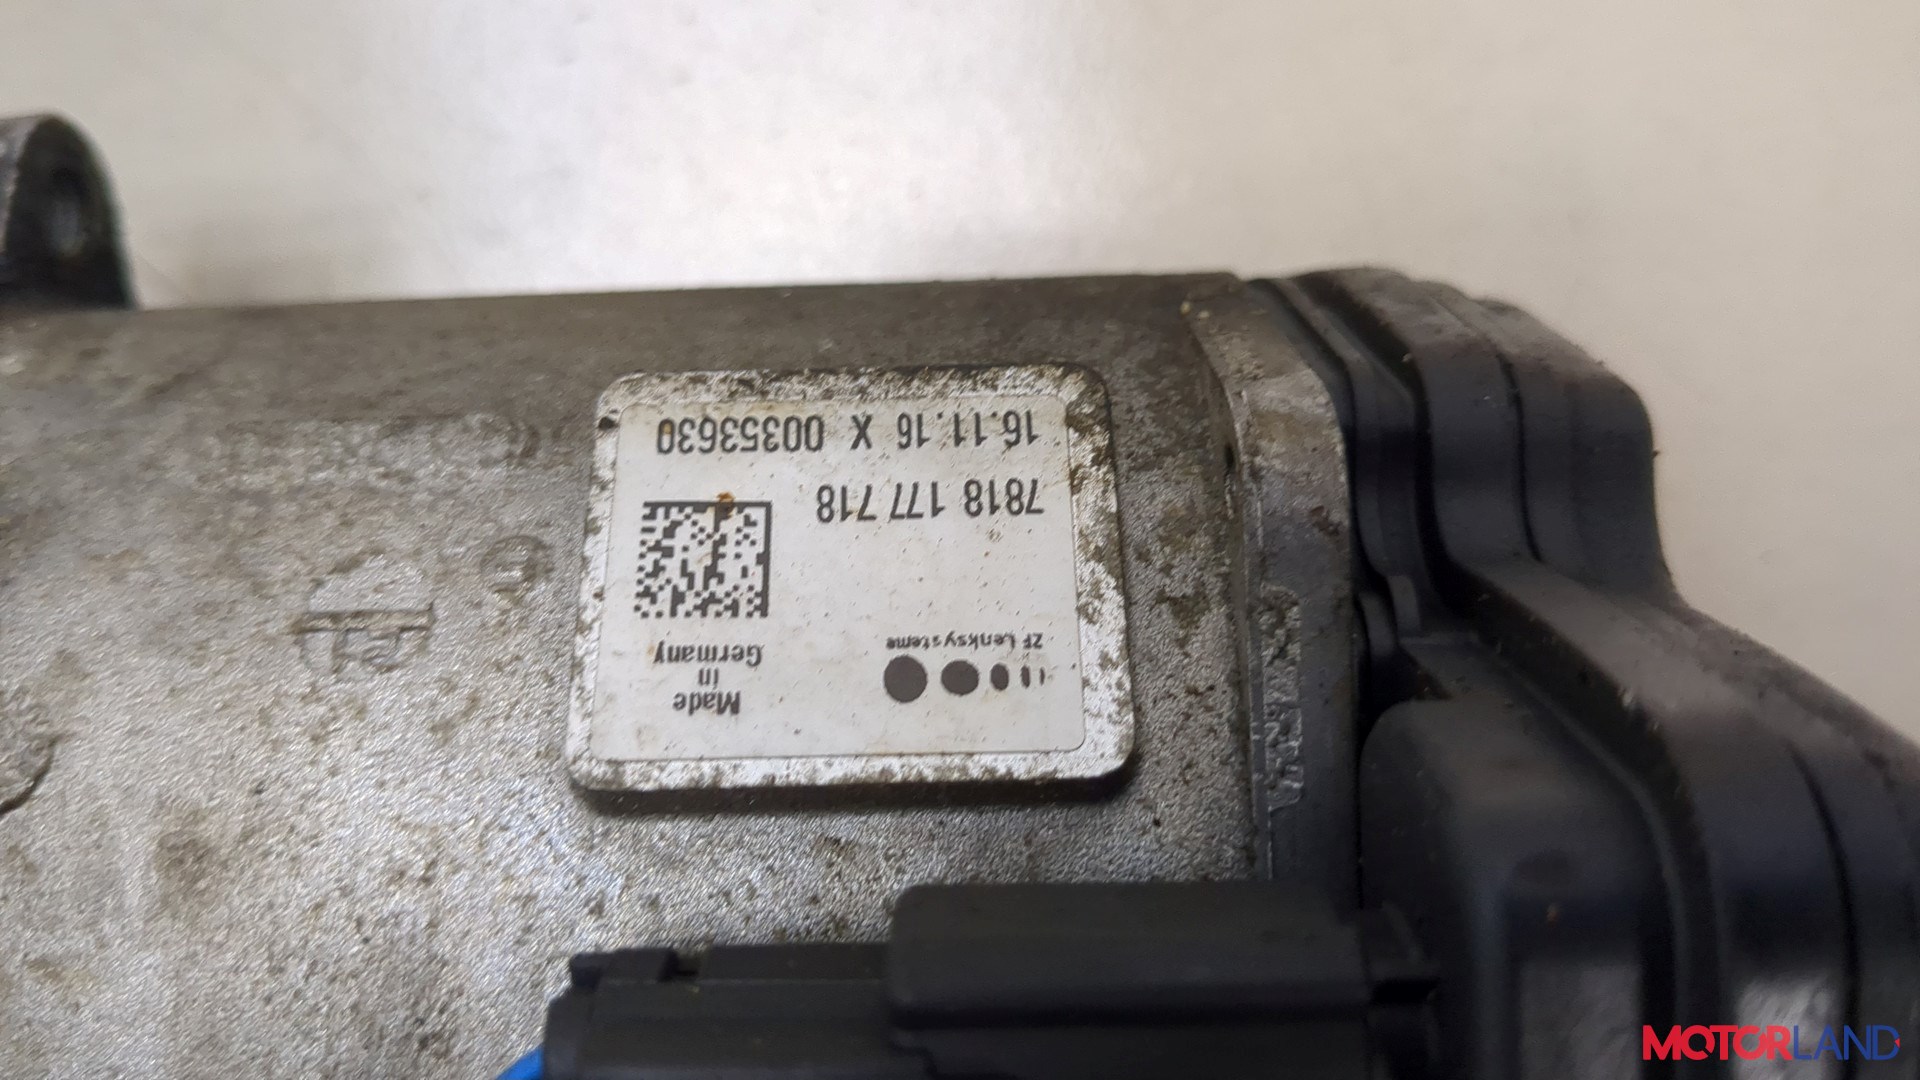 ZF Lenksysteme
Made
in
Germany
7818 177 718
16.11.16 X 00353630
MOTORLAND